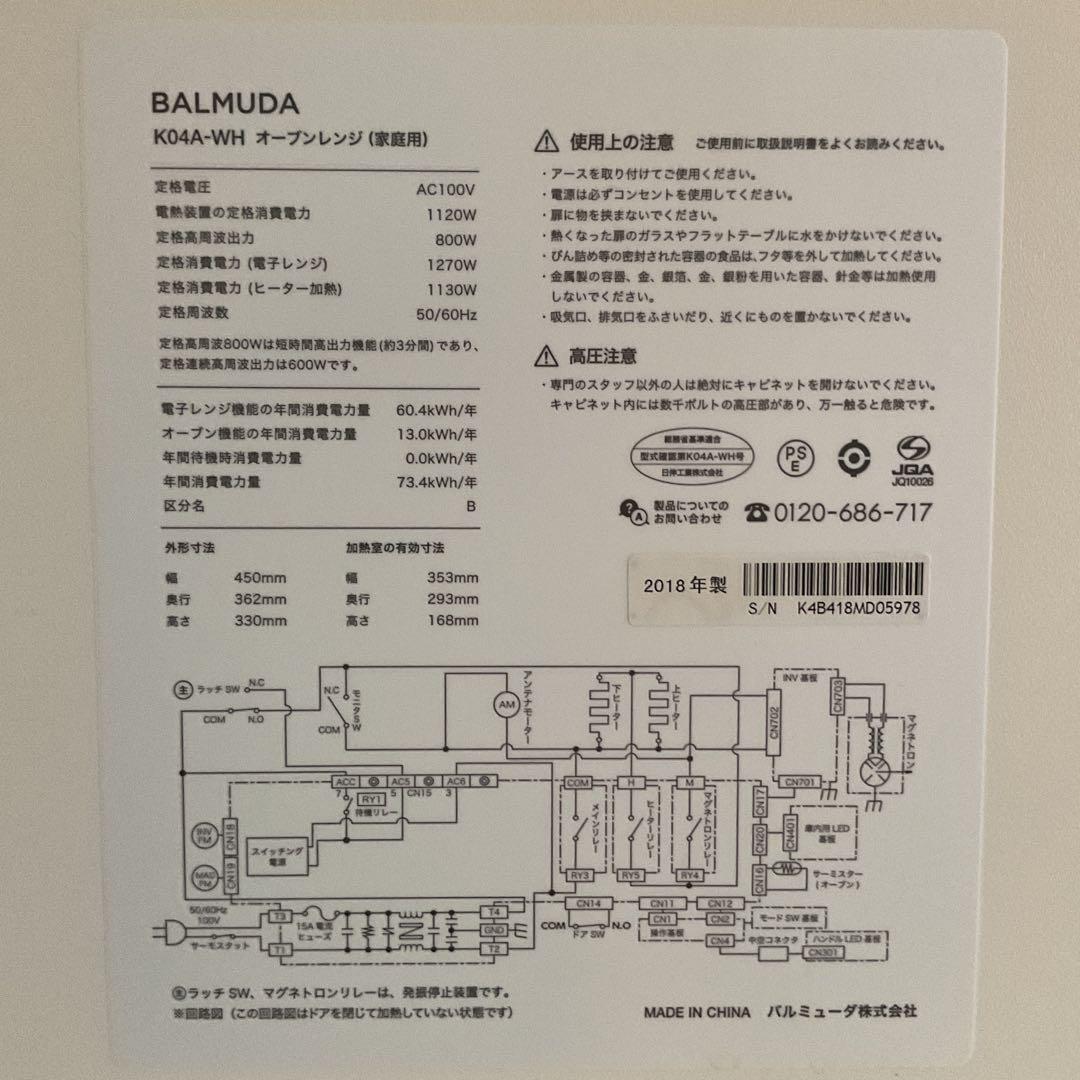 BALMUDA
K04A-WH オーブンレンジ (家庭用)
定格電圧 AC100V
電熱装置の定格消費電力 1120W
定格高周波出力 800W
定格消費電力 (電子レンジ) 1270W
定格消費電力 (ヒーター加熱) 1130W
定格周波数 50/60Hz
定格高周波800Wは短時間高出力機能(約3分間)であり、
定格連続高周波出力は600Wです。
電子レンジ機能の年間消費電力量 60.4kWh/年
オーブン機能の年間消費電力量 13.0kWh/年
年間待機時消費電力量 0.0kWh/年
年間消費電力量 73.4kWh/年
区分名 B
外形寸法 加熱室の有効寸法
幅 450mm 幅 353mm
奥行 362mm 奥行 293mm
高さ 330mm 高さ 168mm
使用上の注意 ご使用前に取扱説明書をよくお読みください。
・アースを取り付けてご使用ください。
・電源は必ずコンセントを使用してください。
・扉に物を挟まないでください。
・熱くなった扉のガラスやフラットテーブルに水をかけないでください。
・びん詰め等の密封された容器の食品は、フタ等を外して加熱してください。
・金属製の容器、金、銀箔、金、銀粉を用いた容器、針金等は加熱使用
しないでください。
・吸気口、排気口をふさいだり、近くにものを置かないでください。
高圧注意
・専門のスタッフ以外の人は絶対にキャビネットを開けないでください。
キャビネット内には数千ボルトの高圧部があり、万一触ると危険です。
総務省基準適合
型式確認第K04A-WH号
日伸工業株式会社
PS
E
JQA
JQ10026
?
A
製品についての
お問い合わせ
0120-686-717
2018年製
S/N K4B418MD05978
主 ラッチSW
N.C
COM
N.O
N.C
モニタSW
COM
AM
アンテナモーター
下ヒーター
上ヒーター
INV 基板
CN702
CN703
マグネトロン
CN701
ACC
AC5
AC6
7
5
CN15
3
RY1
待機リレー
COM
H
M
メインリレー
ヒーターリレー
マグネトロンリレー
RY3
RY5
RY4
INV
FM
CN18
MAG
FM
CN19
スイッチング
電源
CN17
CN20
CN401
庫内用LED
基板
CN16
サーミスター
(オーブン)
50/60Hz
100V
サーモスタット
T3
T1
15A 電流
ヒューズ
T4
GND
T2
CN14
COM
N.O
ドアSW
CN11
CN12
CN1
CN2
操作基板
CN4
モードSW 基板
中空コネクタ
ハンドルLED 基板
CN301
主ラッチSW、マグネトロンリレーは、発振停止装置です。
※回路図 (この回路図はドアを閉じて加熱していない状態です)
MADE IN CHINA バルミューダ株式会社